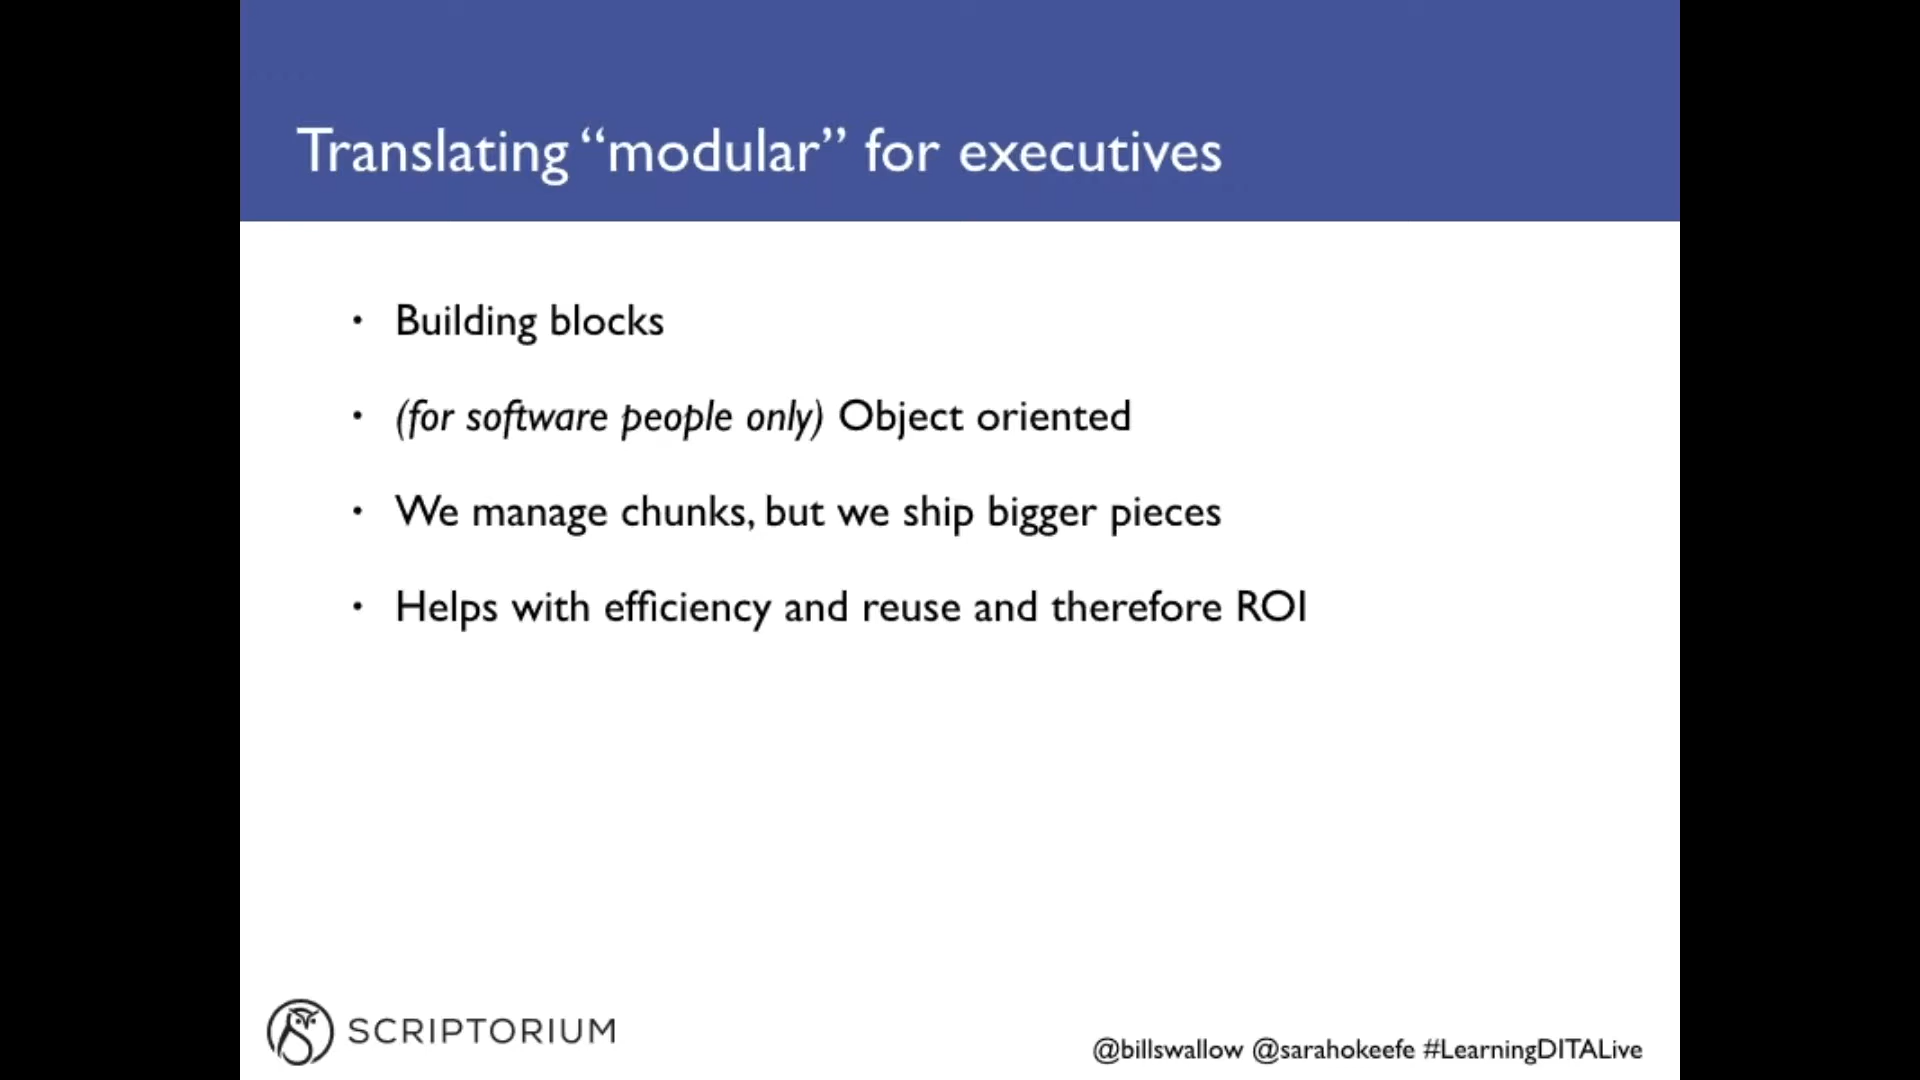 Translating “modular” for executives
• Building blocks
• (for software people only) Object oriented
• We manage chunks, but we ship bigger pieces
• Helps with efficiency and reuse and therefore ROI
SCRIPTORIUM
@billswallow @sarahokeefe #LearningDITALive